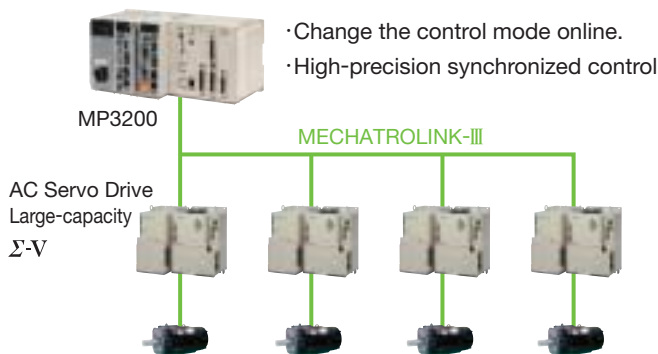 ·Change the control mode online.
·High-precision synchronized control
MP3200
MECHATROLINK-Ⅲ
AC Servo Drive
Large-capacity
Σ-V